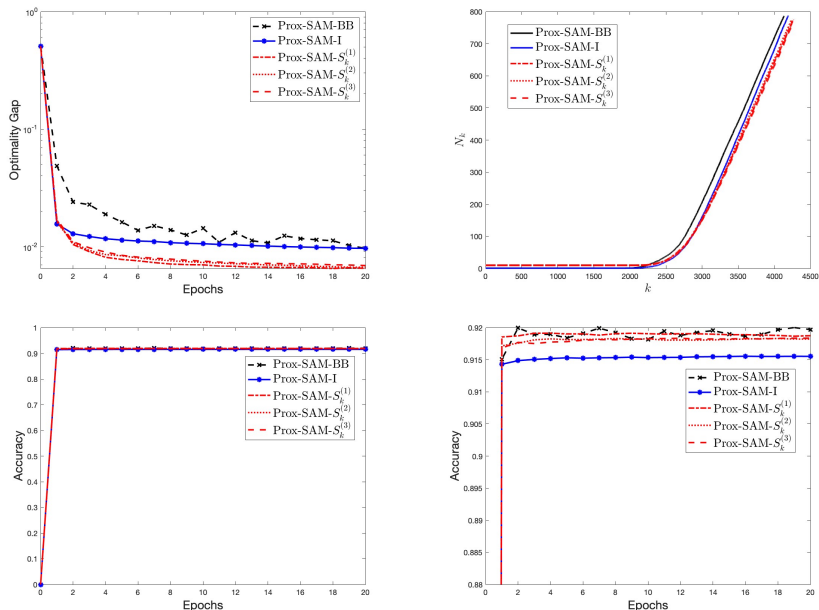 Optimality Gap
10^0
10^-1
10^-2
0 2 4 6 8 10 12 14 16 18 20
Epochs
Prox-SAM-BB
Prox-SAM-I
Prox-SAM-S_k^(1)
Prox-SAM-S_k^(2)
Prox-SAM-S_k^(3)
N_k
800
700
600
500
400
300
200
100
0
0 500 1000 1500 2000 2500 3000 3500 4000 4500
k
Prox-SAM-BB
Prox-SAM-I
Prox-SAM-S_k^(1)
Prox-SAM-S_k^(2)
Prox-SAM-S_k^(3)
Accuracy
1
0.9
0.8
0.7
0.6
0.5
0.4
0.3
0.2
0.1
0
0 2 4 6 8 10 12 14 16 18 20
Epochs
Prox-SAM-BB
Prox-SAM-I
Prox-SAM-S_k^(1)
Prox-SAM-S_k^(2)
Prox-SAM-S_k^(3)
Accuracy
0.92
0.915
0.91
0.905
0.9
0.895
0.89
0.885
0.88
0 2 4 6 8 10 12 14 16 18 20
Epochs
Prox-SAM-BB
Prox-SAM-I
Prox-SAM-S_k^(1)
Prox-SAM-S_k^(2)
Prox-SAM-S_k^(3)